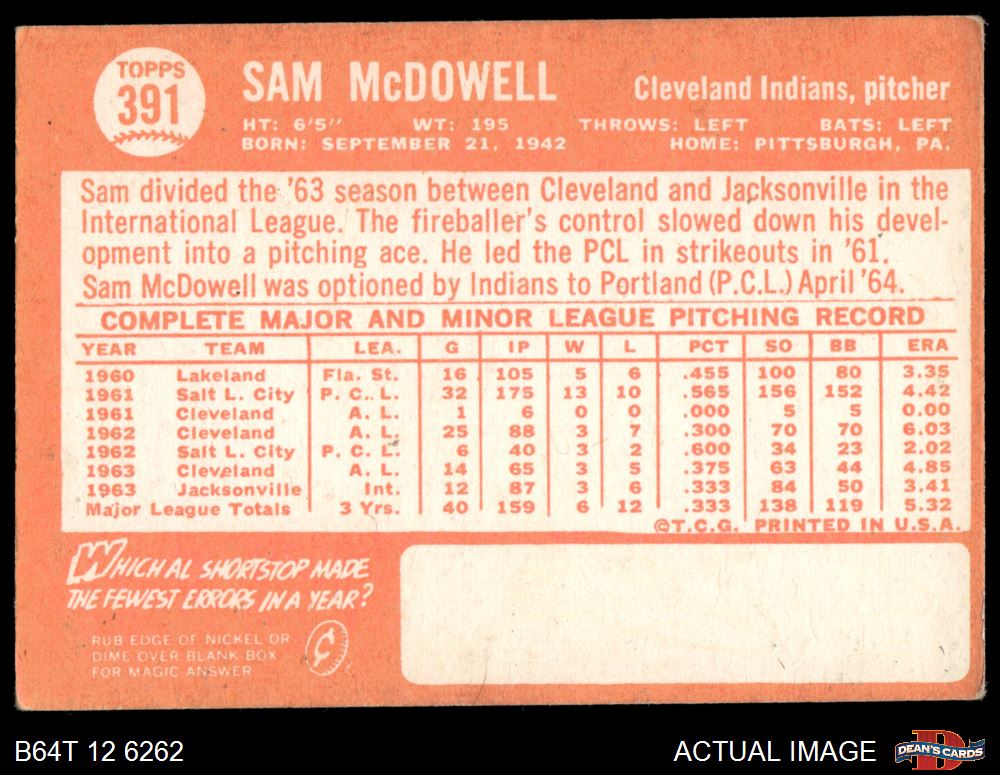 TOPPS
391
SAM McDOWELL
Cleveland Indians, pitcher
HT: 6'5" WT: 195 THROWS: LEFT BATS: LEFT
BORN: SEPTEMBER 21, 1942 HOME: PITTSBURGH, PA.
Sam divided the '63 season between Cleveland and Jacksonville in the
International League. The fireballer's control slowed down his devel-
opment into a pitching ace. He led the PCL in strikeouts in '61.
Sam McDowell was optioned by Indians to Portland (P.C.L.) April '64.
COMPLETE MAJOR AND MINOR LEAGUE PITCHING RECORD
YEAR TEAM LEA. G IP W L PCT SO BB ERA
1960 Lakeland Fla. St. 16 105 5 6 .455 100 80 3.35
1961 Salt L. City P. C. L. 32 175 13 10 .565 156 152 4.42
1961 Cleveland A. L. 1 6 0 0 .000 5 5 0.00
1962 Cleveland A. L. 25 88 3 7 .300 70 70 6.03
1962 Salt L. City P. C. L. 6 40 3 2 .600 34 23 2.02
1963 Cleveland A. L. 14 65 3 5 .375 63 44 4.85
1963 Jacksonville Int. 12 87 3 6 .333 84 50 3.41
Major League Totals 3 Yrs. 40 159 6 12 .333 138 119 5.32
©T.C.G. PRINTED IN U.S.A.
WHICH AL SHORTSTOP MADE
THE FEWEST ERRORS IN A YEAR?
RUB EDGE OF NICKEL OR
DIME OVER BLANK BOX
FOR MAGIC ANSWER
¢
B64T 12 6262
ACTUAL IMAGE
D
DEAN'S CARDS